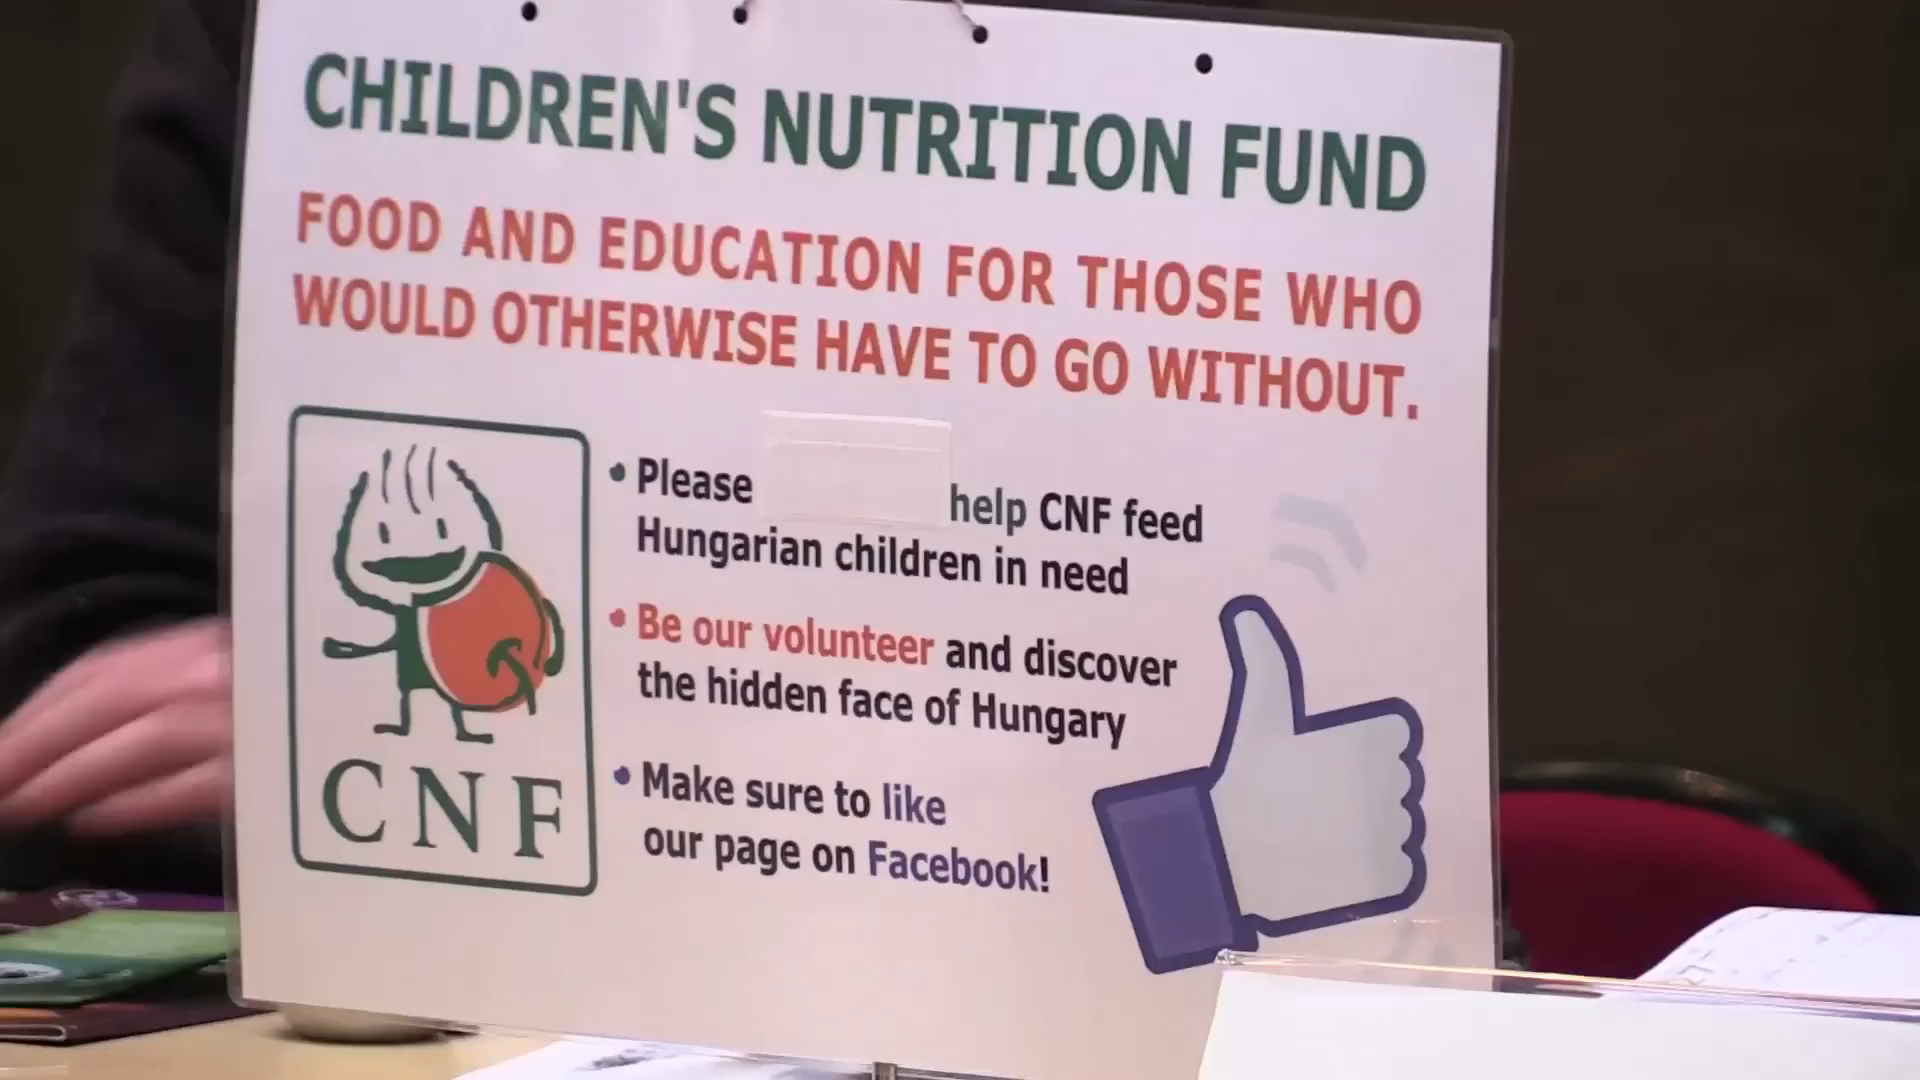 CHILDREN'S NUTRITION FUND
FOOD AND EDUCATION FOR THOSE WHO
WOULD OTHERWISE HAVE TO GO WITHOUT.
• Please help CNF feed
Hungarian children in need
• Be our volunteer and discover
the hidden face of Hungary
• Make sure to like
our page on Facebook!
CNF